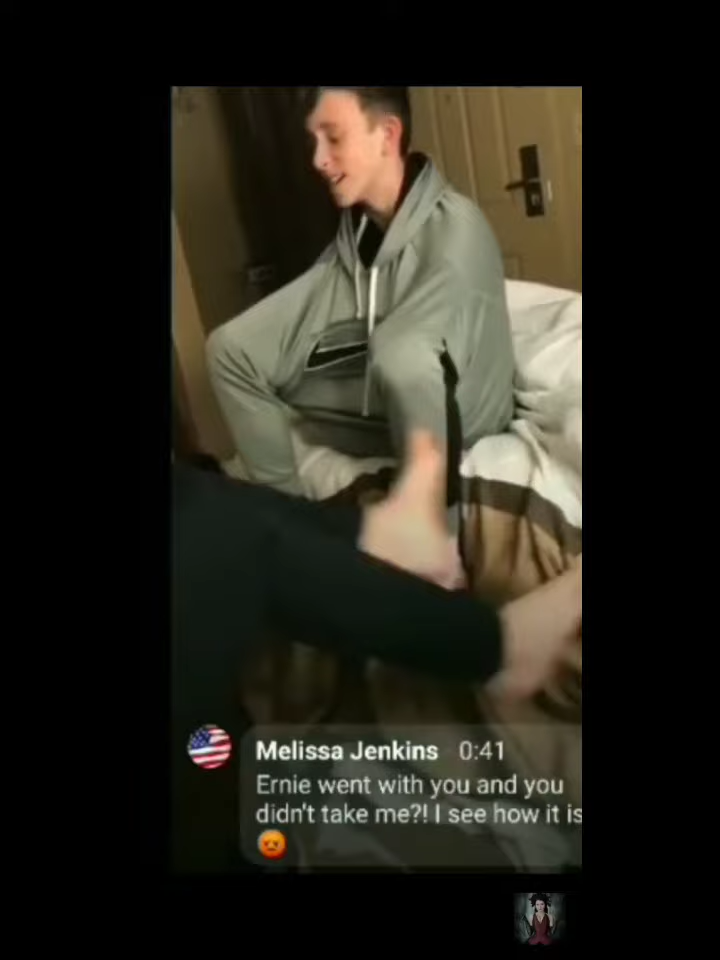 Melissa Jenkins 0:41
Ernie went with you and you
didn't take me?! I see how it is
😡